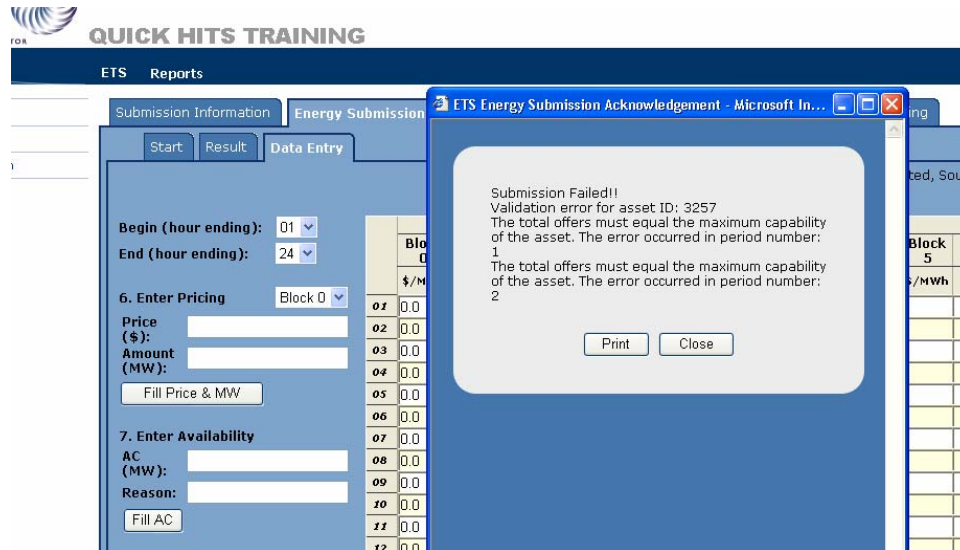 QUICK HITS TRAINING
ETS Reports
Submission Information
Energy Submission
ETS Energy Submission Acknowledgement - Microsoft In...
Start
Result
Data Entry
Begin (hour ending): 01
End (hour ending): 24
6. Enter Pricing Block 0
Price ($):
Amount (MW):
Fill Price & MW
7. Enter Availability
AC (MW):
Reason:
Fill AC
Submission Failed!!
Validation error for asset ID: 3257
The total offers must equal the maximum capability
of the asset. The error occurred in period number:
1
The total offers must equal the maximum capability
of the asset. The error occurred in period number:
2
Print
Close
Block
5
01 0.0
02 0.0
03 0.0
04 0.0
05 0.0
06 0.0
07 0.0
08 0.0
09 0.0
10 0.0
11 0.0
12 0.0